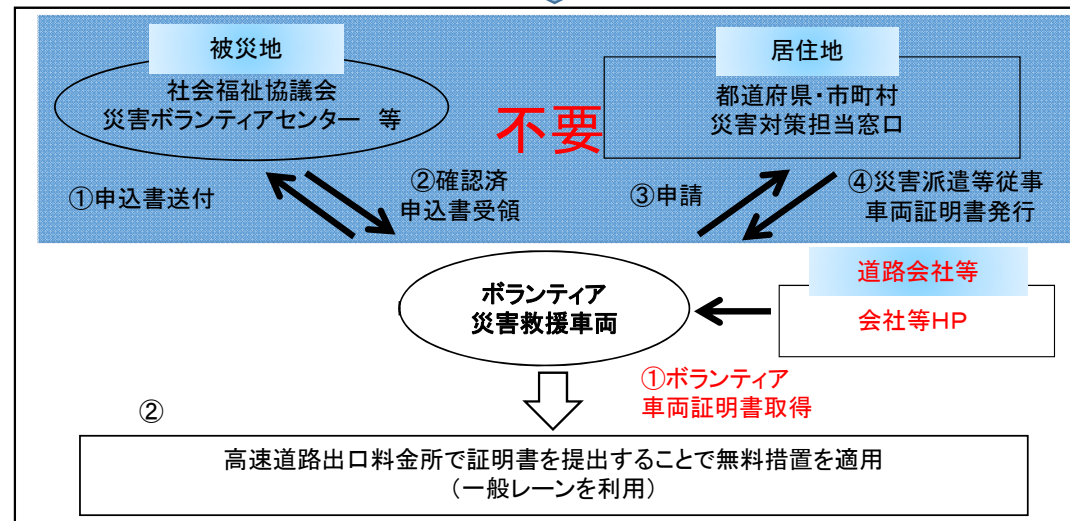 被災地
社会福祉協議会
災害ボランティアセンター 等
不要
居住地
都道府県・市町村
災害対策担当窓口
①申込書送付
②確認済
申込書受領
③申請
④災害派遣等従事
車両証明書発行
ボランティア
災害救援車両
道路会社等
会社等HP
①ボランティア
車両証明書取得
②
高速道路出口料金所で証明書を提出することで無料措置を適用
（一般レーンを利用）